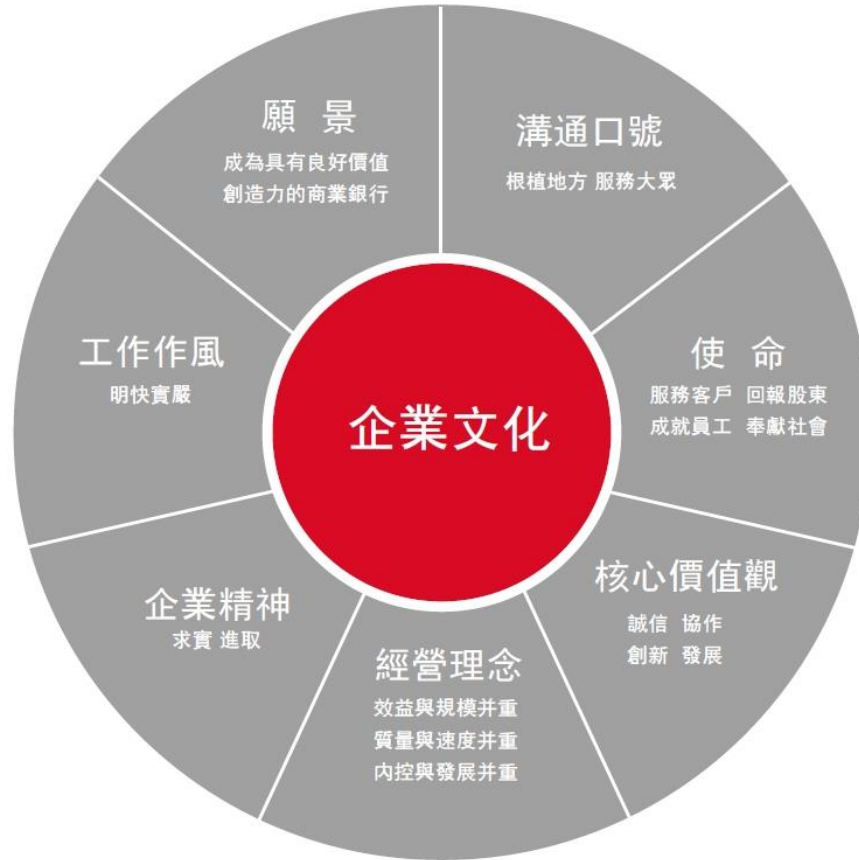 願 景
成為具有良好價值
創造力的商業銀行
溝通口號
根植地方 服務大眾
使 命
服務客戶 回報股東
成就員工 奉獻社會
核心價值觀
誠信 協作
創新 發展
經營理念
效益與規模并重
質量與速度并重
内控與發展并重
企業精神
求實 進取
工作作風
明快實嚴
企業文化